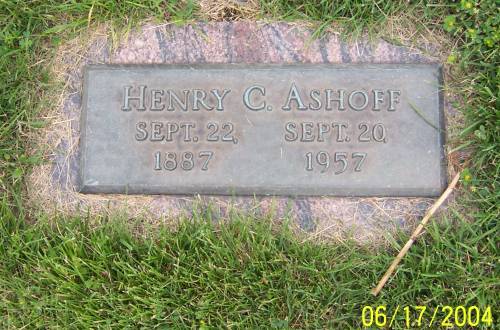 HENRY C. ASHOFF
SEPT. 22, SEPT. 20,
1887 1957
06/17/2004